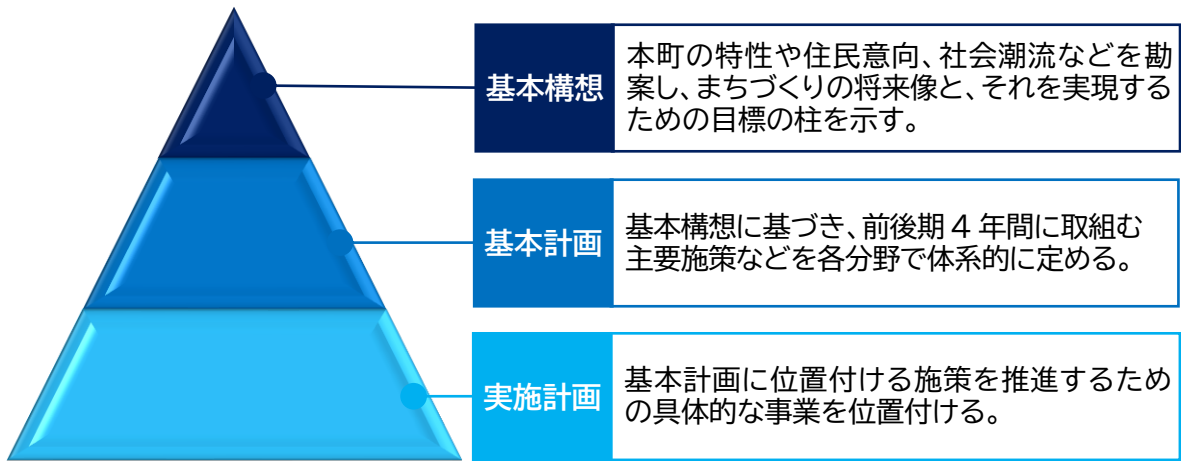 基本構想
本町の特性や住民意向、社会潮流などを勘
案し、まちづくりの将来像と、それを実現する
ための目標の柱を示す。
基本計画
基本構想に基づき、前後期４年間に取組む
主要施策などを各分野で体系的に定める。
実施計画
基本計画に位置付ける施策を推進するため
の具体的な事業を位置付ける。